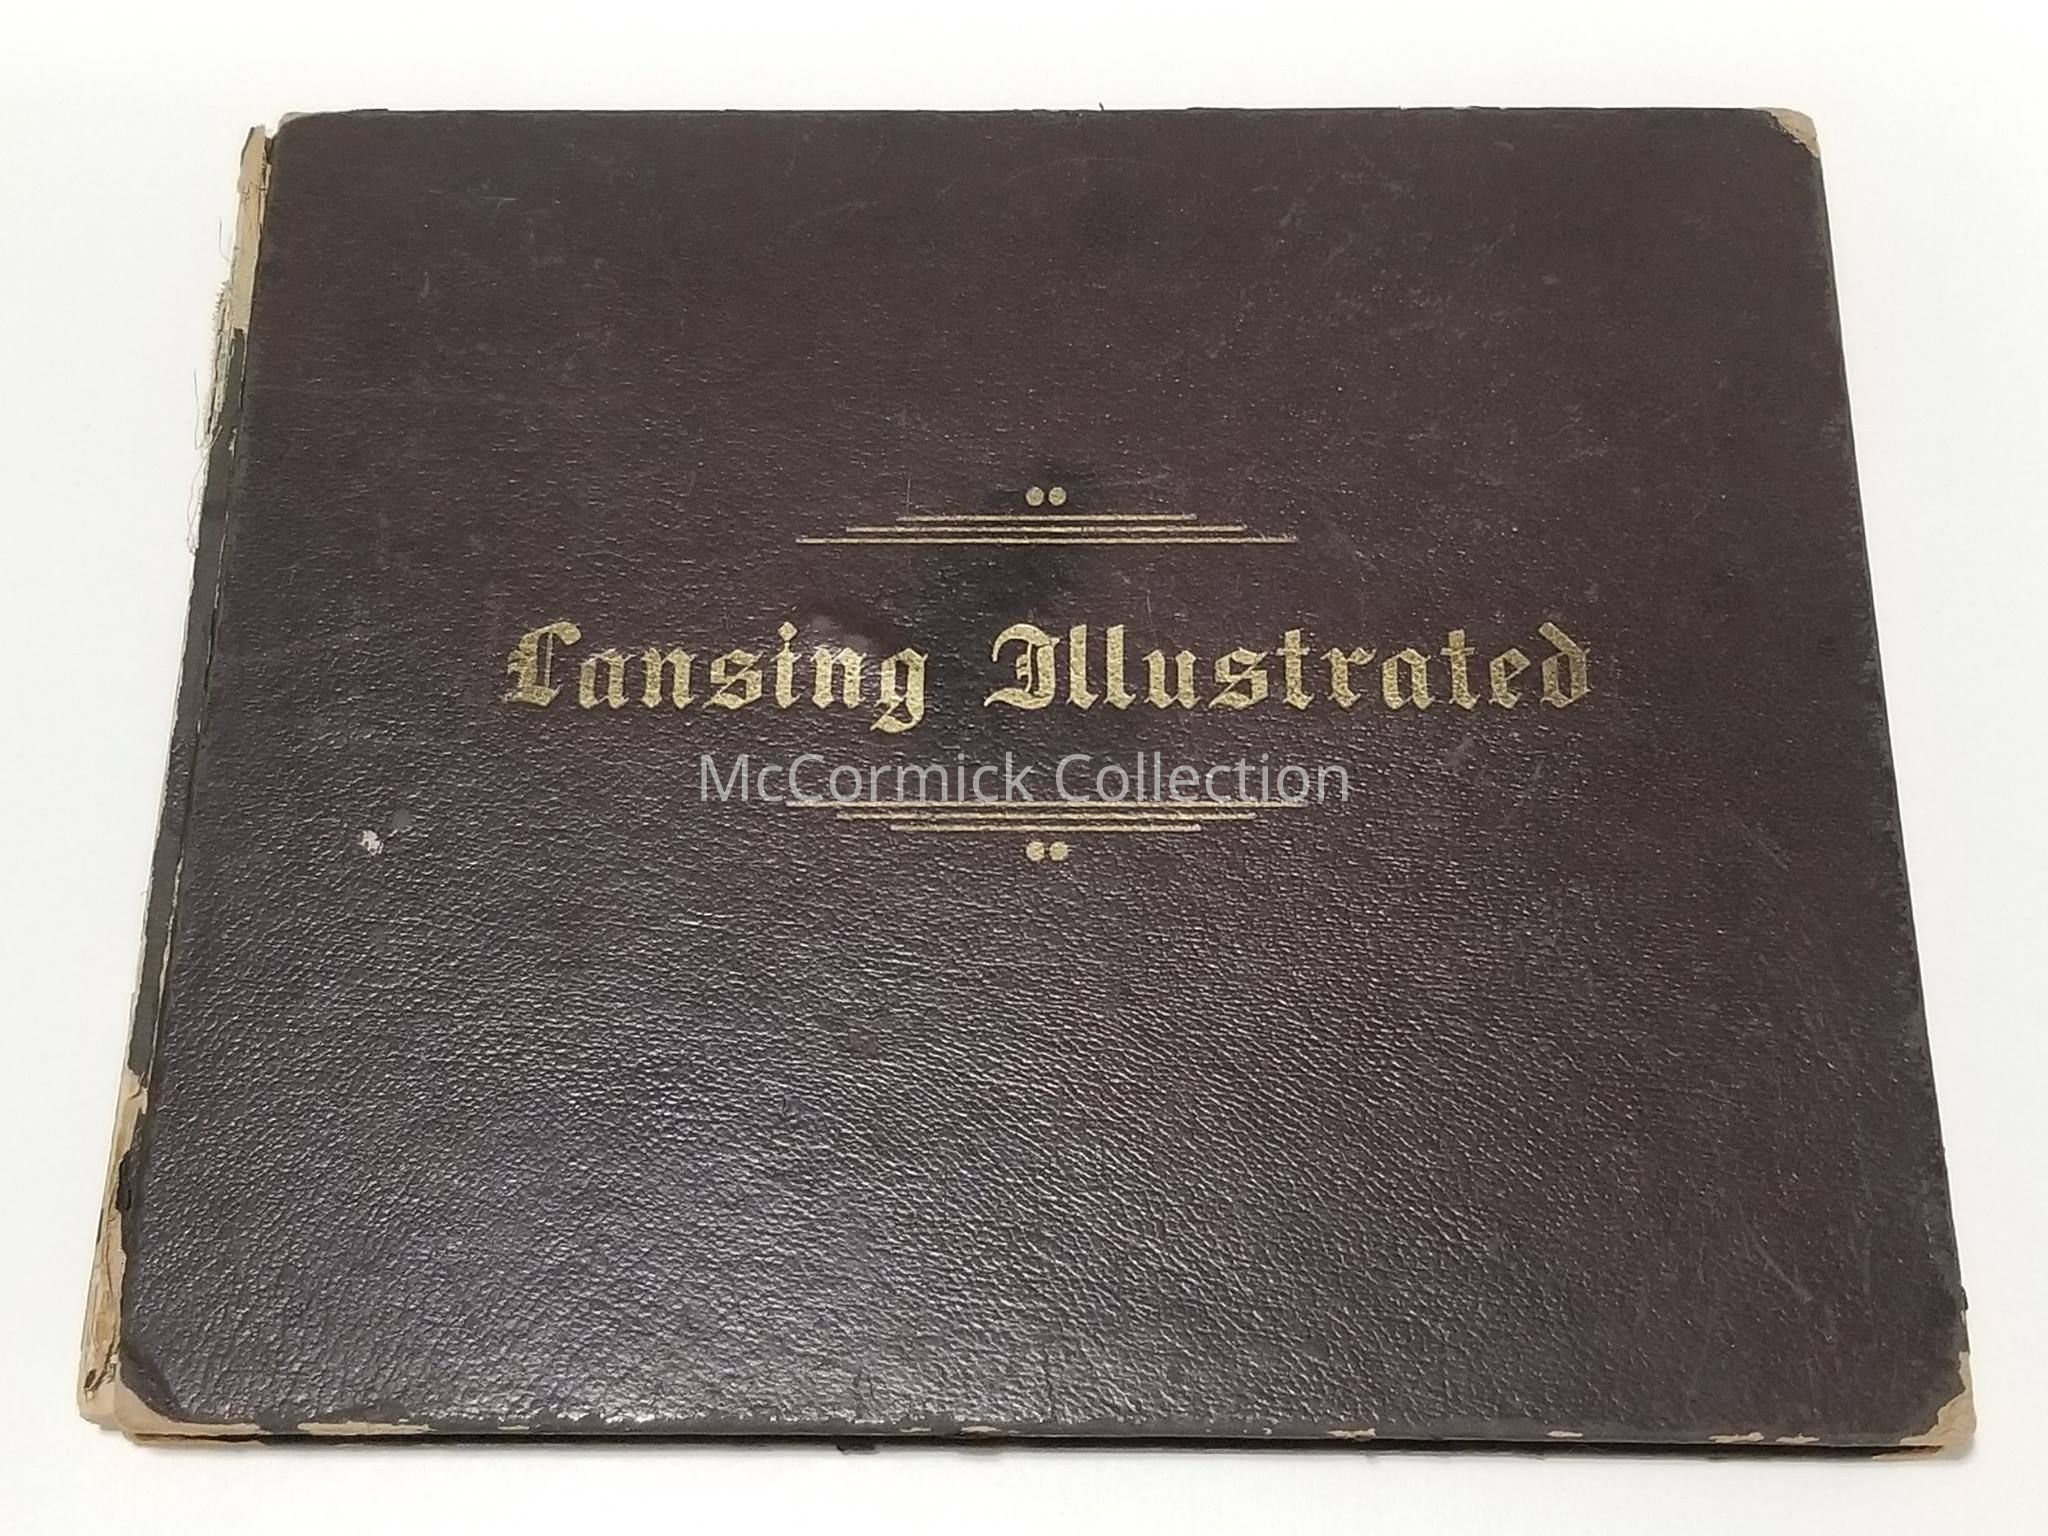 Lansing Illustrated
McCormick Collection